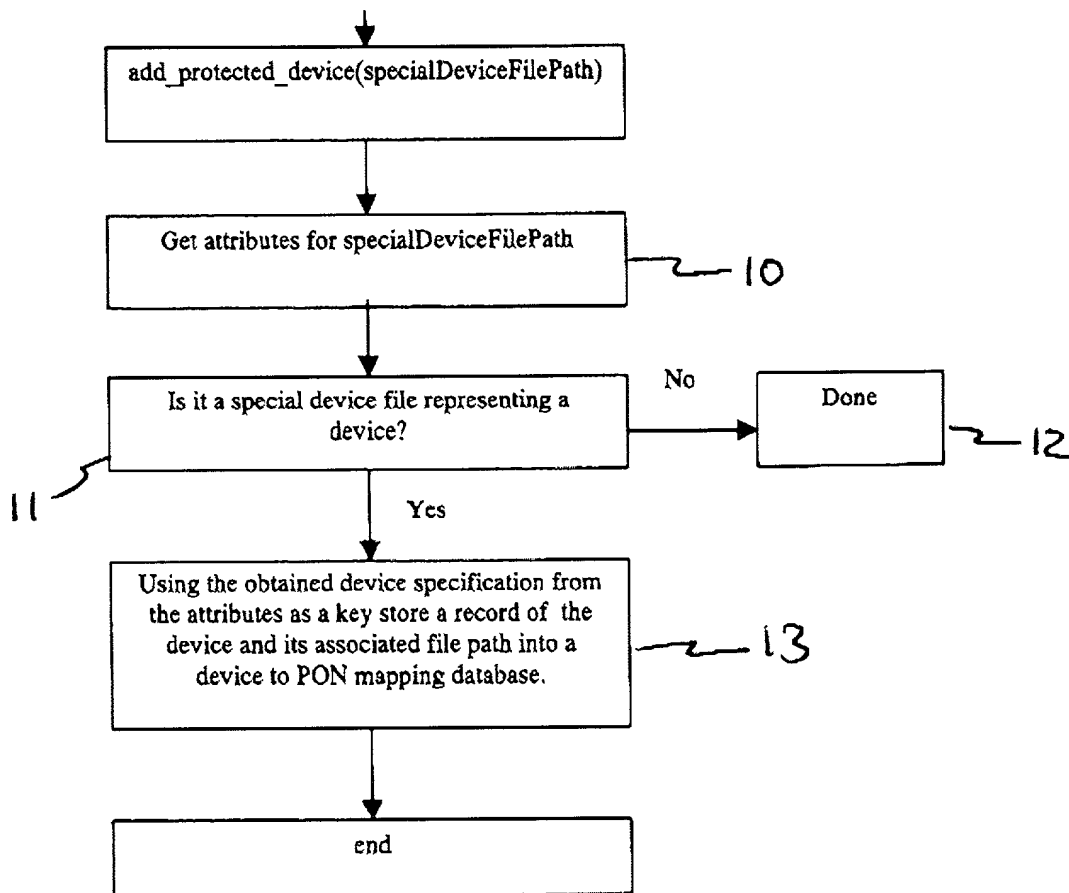 add_protected_device(specialDeviceFilePath)
Get attributes for specialDeviceFilePath
10
Is it a special device file representing a
device?
No
Done
12
11
Yes
Using the obtained device specification from
the attributes as a key store a record of the
device and its associated file path into a
device to PON mapping database.
13
end